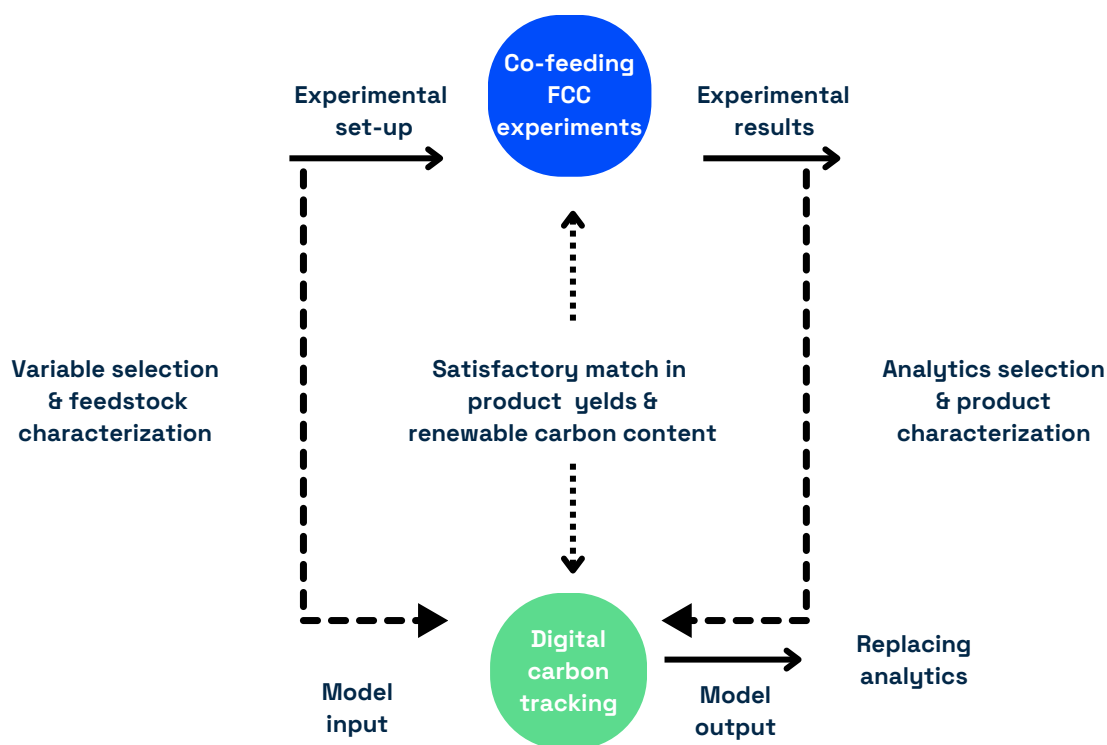 Co-feeding
FCC
experiments
Experimental
set-up
Experimental
results
Variable selection
& feedstock
characterization
Satisfactory match in
product yelds &
renewable carbon content
Analytics selection
& product
characterization
Digital
carbon
tracking
Replacing
analytics
Model
input
Model
output